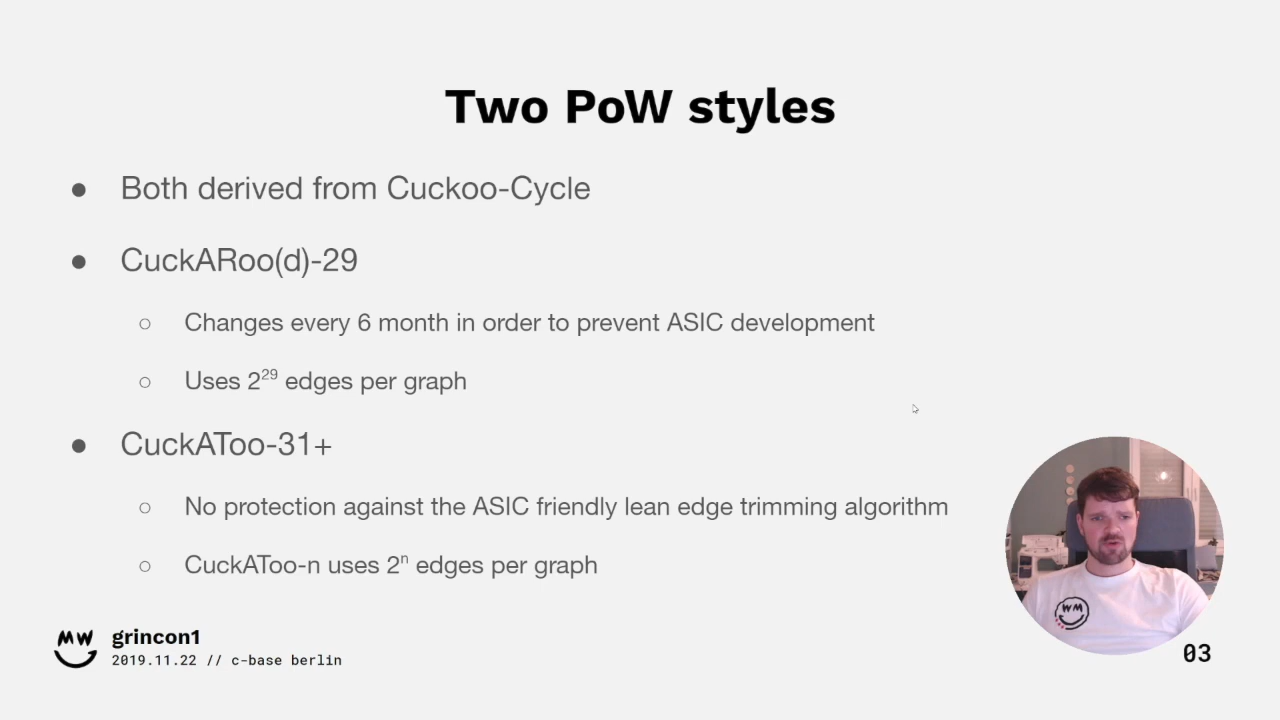 Two PoW styles
● Both derived from Cuckoo-Cycle
● CuckARoo(d)-29
○ Changes every 6 month in order to prevent ASIC development
○ Uses 2²⁹ edges per graph
● CuckAToo-31+
○ No protection against the ASIC friendly lean edge trimming algorithm
○ CuckAToo-n uses 2ⁿ edges per graph
MW
grincon1
2019.11.22 // c-base berlin
WM
03